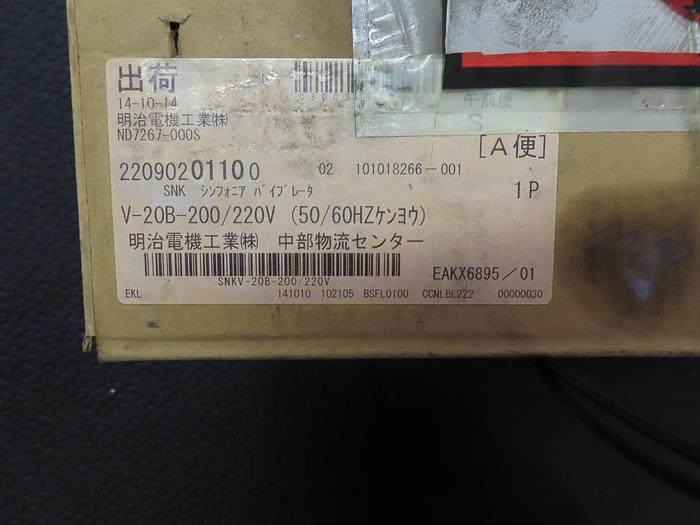 出荷
14-10-14
明治電機工業㈱
ND7267-000S
午前便
S
[A便]
22090201100 02 101018266-001
SNK シンフォニア バイブレータ 1P
V-20B-200/220V (50/60HZケンヨウ)
明治電機工業㈱ 中部物流センター
EAKX6895/01
SNKV-20B-200/220V
EKL 141010 102105 BSFL0100 CCNLBL222 00000030